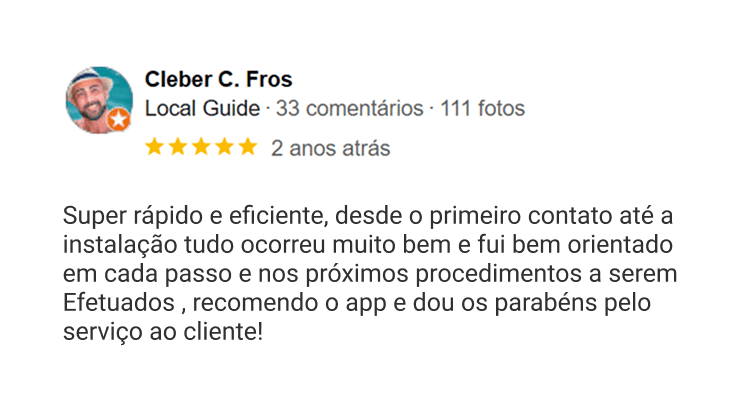 Cleber C. Fros
Local Guide · 33 comentários · 111 fotos
2 anos atrás
Super rápido e eficiente, desde o primeiro contato até a
instalação tudo ocorreu muito bem e fui bem orientado
em cada passo e nos próximos procedimentos a serem
Efetuados , recomendo o app e dou os parabéns pelo
serviço ao cliente!